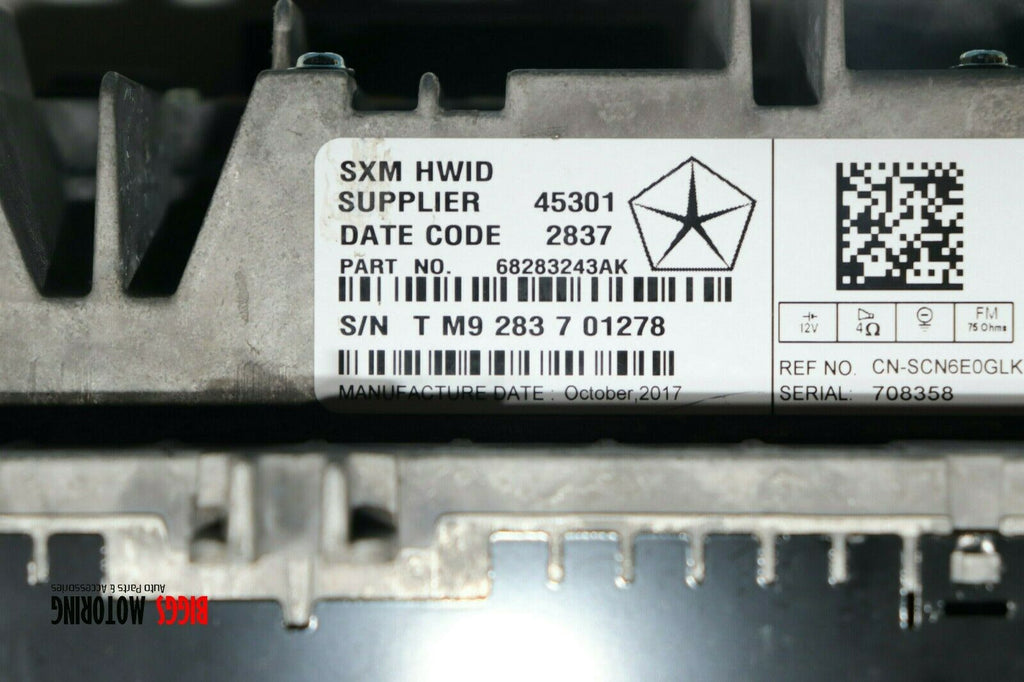 SXM HWID
SUPPLIER 45301
DATE CODE 2837
PART NO. 68283243AK
S/N T M9 283 7 01278
MANUFACTURE DATE : October,2017
12V 4Ω FM 75 Ohms
REF NO. CN-SCN6E0GLK
SERIAL: 708358
BIGGS MOTORING
Auto Parts & Accessories